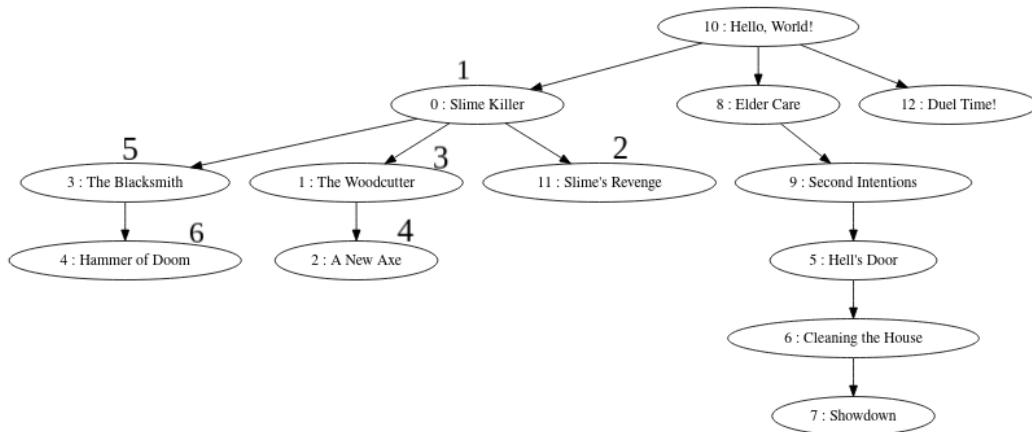 10 : Hello, World!
1
0 : Slime Killer
8 : Elder Care
12 : Duel Time!
5
3
2
3 : The Blacksmith
1 : The Woodcutter
11 : Slime's Revenge
9 : Second Intentions
6
4
4 : Hammer of Doom
2 : A New Axe
5 : Hell's Door
6 : Cleaning the House
7 : Showdown